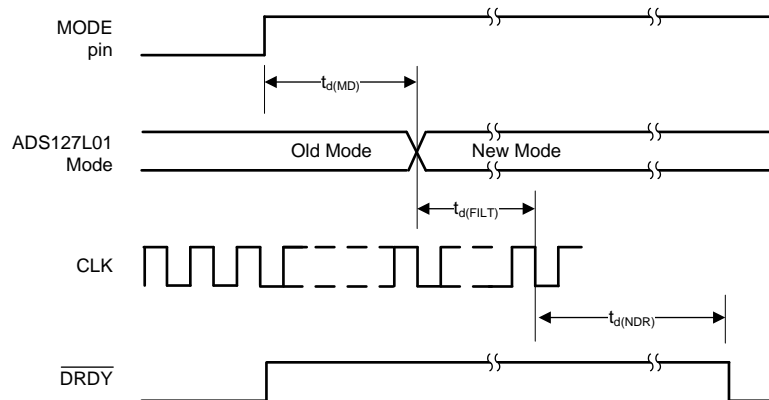 MODE
pin
t_d(MD)
ADS127L01
Mode
Old Mode
New Mode
t_d(FILT)
CLK
t_d(NDR)
DRDY